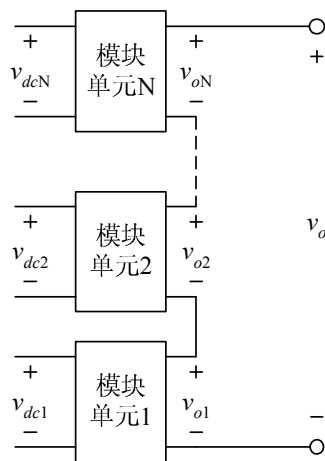 + 模块 +
v_dcN 单元N v_oN +
− −
+ 模块 + v_o
v_dc2 单元2 v_o2
− −
+ 模块 +
v_dc1 单元1 v_o1 −
− −